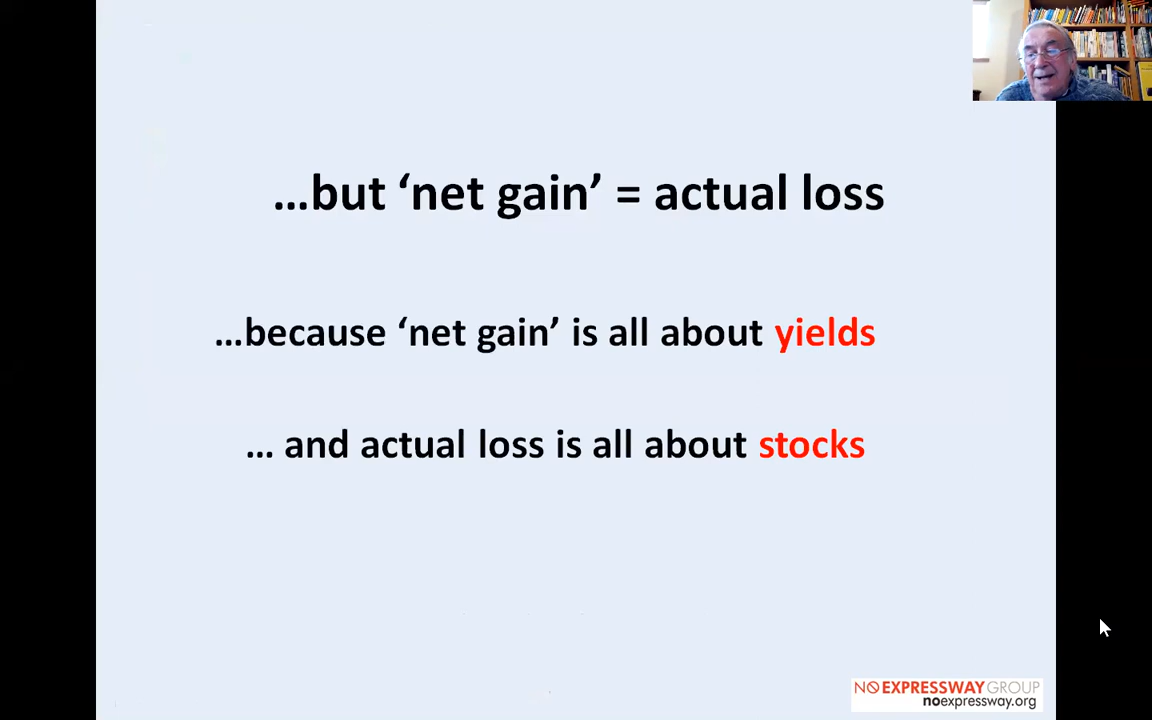 …but ‘net gain’ = actual loss
…because ‘net gain’ is all about yields
… and actual loss is all about stocks
NO EXPRESSWAY GROUP
noexpressway.org